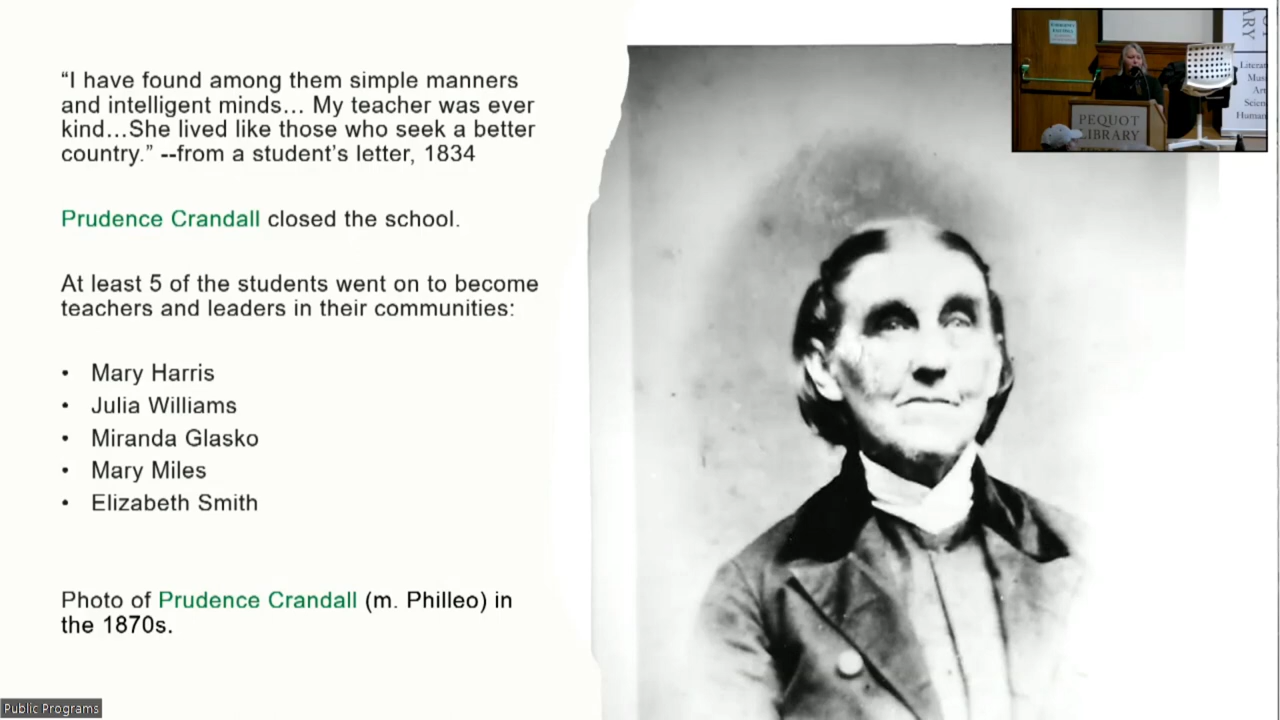 “I have found among them simple manners
and intelligent minds... My teacher was ever
kind...She lived like those who seek a better
country.” --from a student’s letter, 1834
Prudence Crandall closed the school.
At least 5 of the students went on to become
teachers and leaders in their communities:
• Mary Harris
• Julia Williams
• Miranda Glasko
• Mary Miles
• Elizabeth Smith
Photo of Prudence Crandall (m. Philleo) in
the 1870s.
PEQUOT
LIBRARY
Public Programs